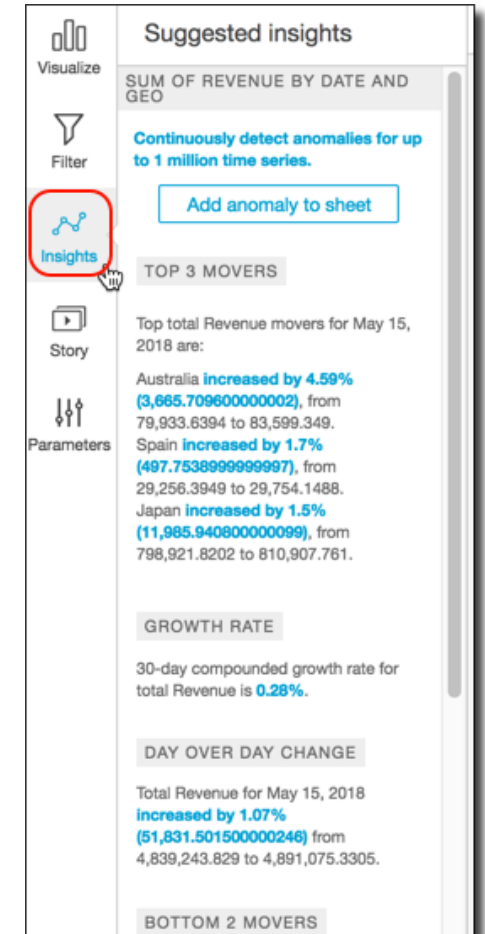 Visualize
Filter
Insights
Story
Parameters
Suggested insights
SUM OF REVENUE BY DATE AND
GEO
Continuously detect anomalies for up
to 1 million time series.
Add anomaly to sheet
TOP 3 MOVERS
Top total Revenue movers for May 15,
2018 are:
Australia increased by 4.59%
(3,665.709600000002), from
79,933.6394 to 83,599.349.
Spain increased by 1.7%
(497.7538999999997), from
29,256.3949 to 29,754.1488.
Japan increased by 1.5%
(11,985.940800000099), from
798,921.8202 to 810,907.761.
GROWTH RATE
30-day compounded growth rate for
total Revenue is 0.28%.
DAY OVER DAY CHANGE
Total Revenue for May 15, 2018
increased by 1.07%
(51,831.501500000246) from
4,839,243.829 to 4,891,075.3305.
BOTTOM 2 MOVERS